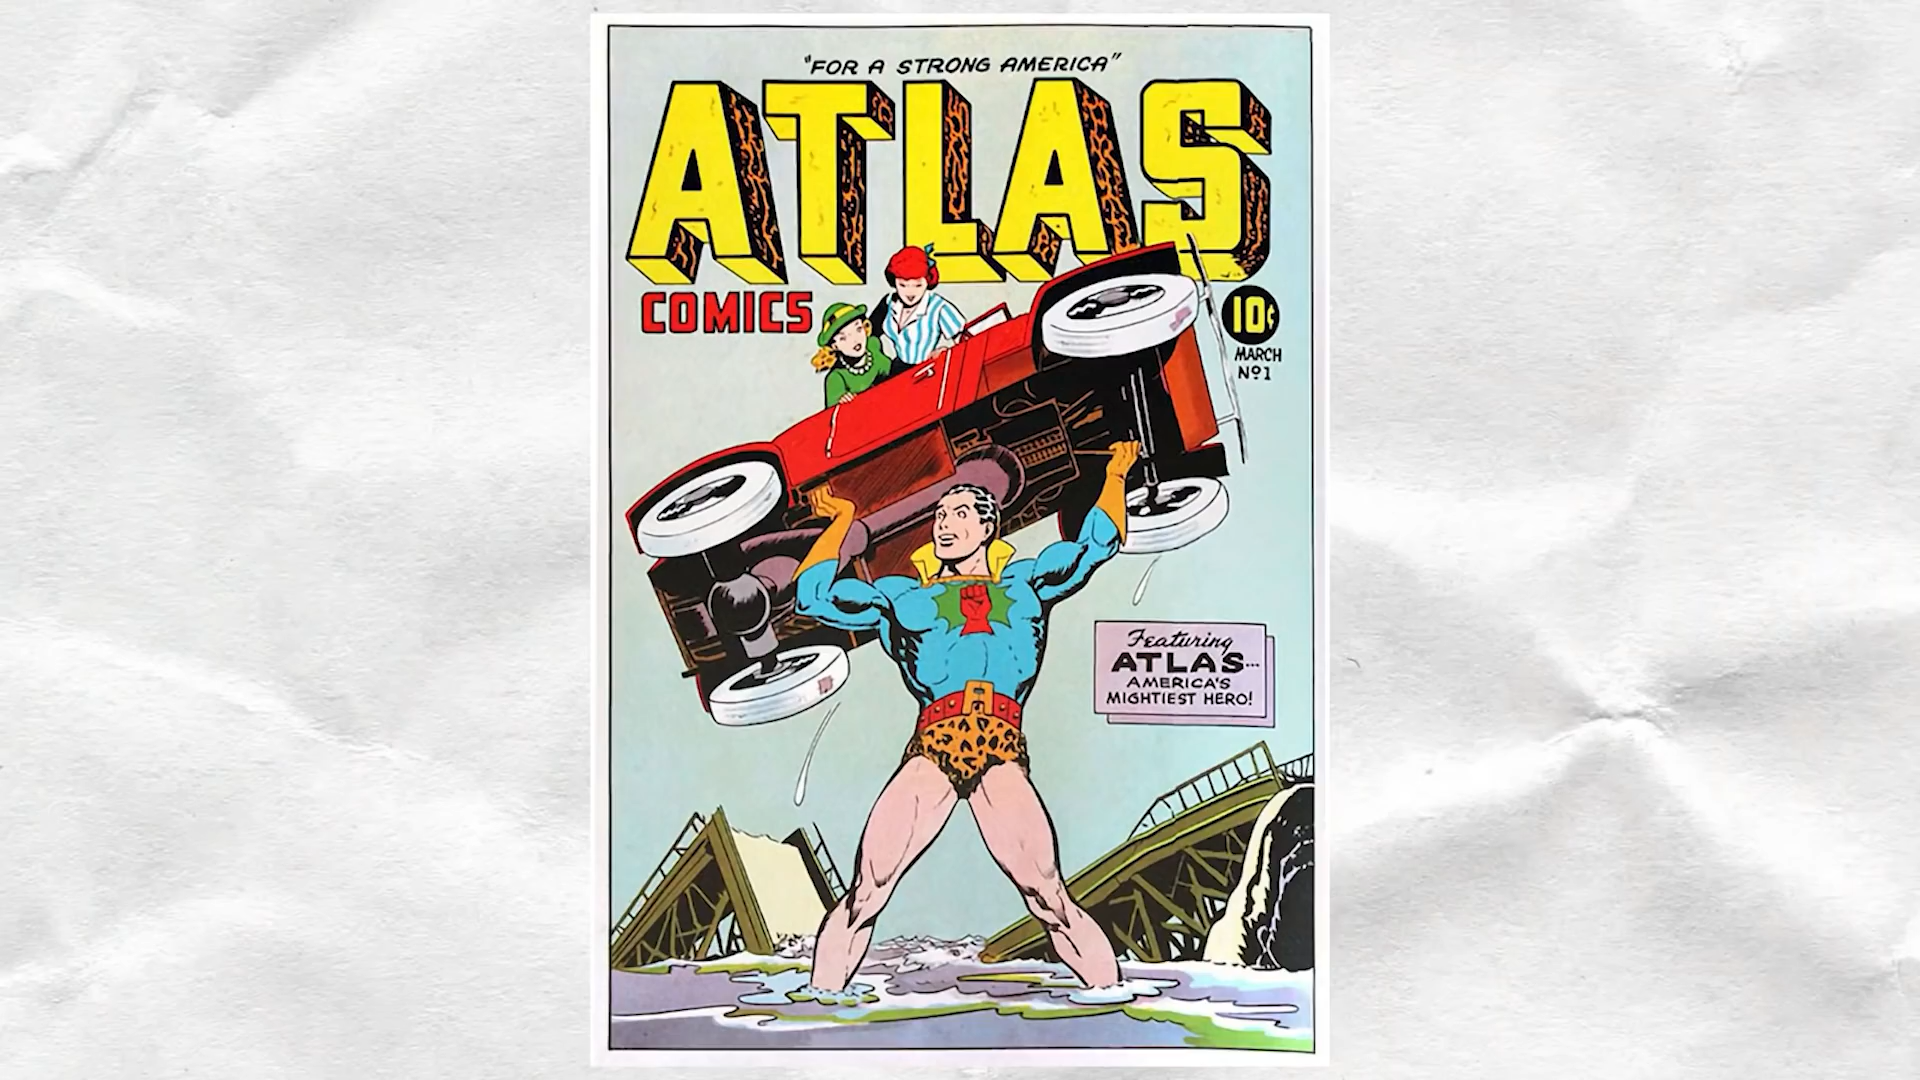 "FOR A STRONG AMERICA"
ATLAS
COMICS
10¢
MARCH
Nº1
Featuring
ATLAS...
AMERICA'S
MIGHTIEST HERO!